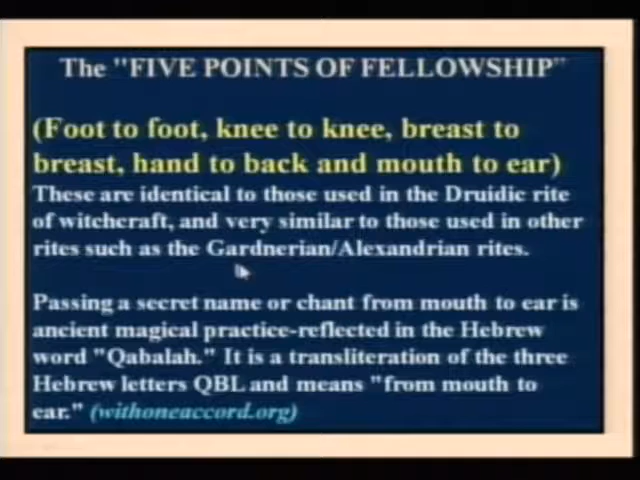 The "FIVE POINTS OF FELLOWSHIP"
(Foot to foot, knee to knee, breast to
breast, hand to back and mouth to ear)
These are identical to those used in the Druidic rite
of witchcraft, and very similar to those used in other
rites such as the Gardnerian/Alexandrian rites.
Passing a secret name or chant from mouth to ear is
ancient magical practice-reflected in the Hebrew
word "Qabalah." It is a transliteration of the three
Hebrew letters QBL and means "from mouth to
ear." (withoneaccord.org)